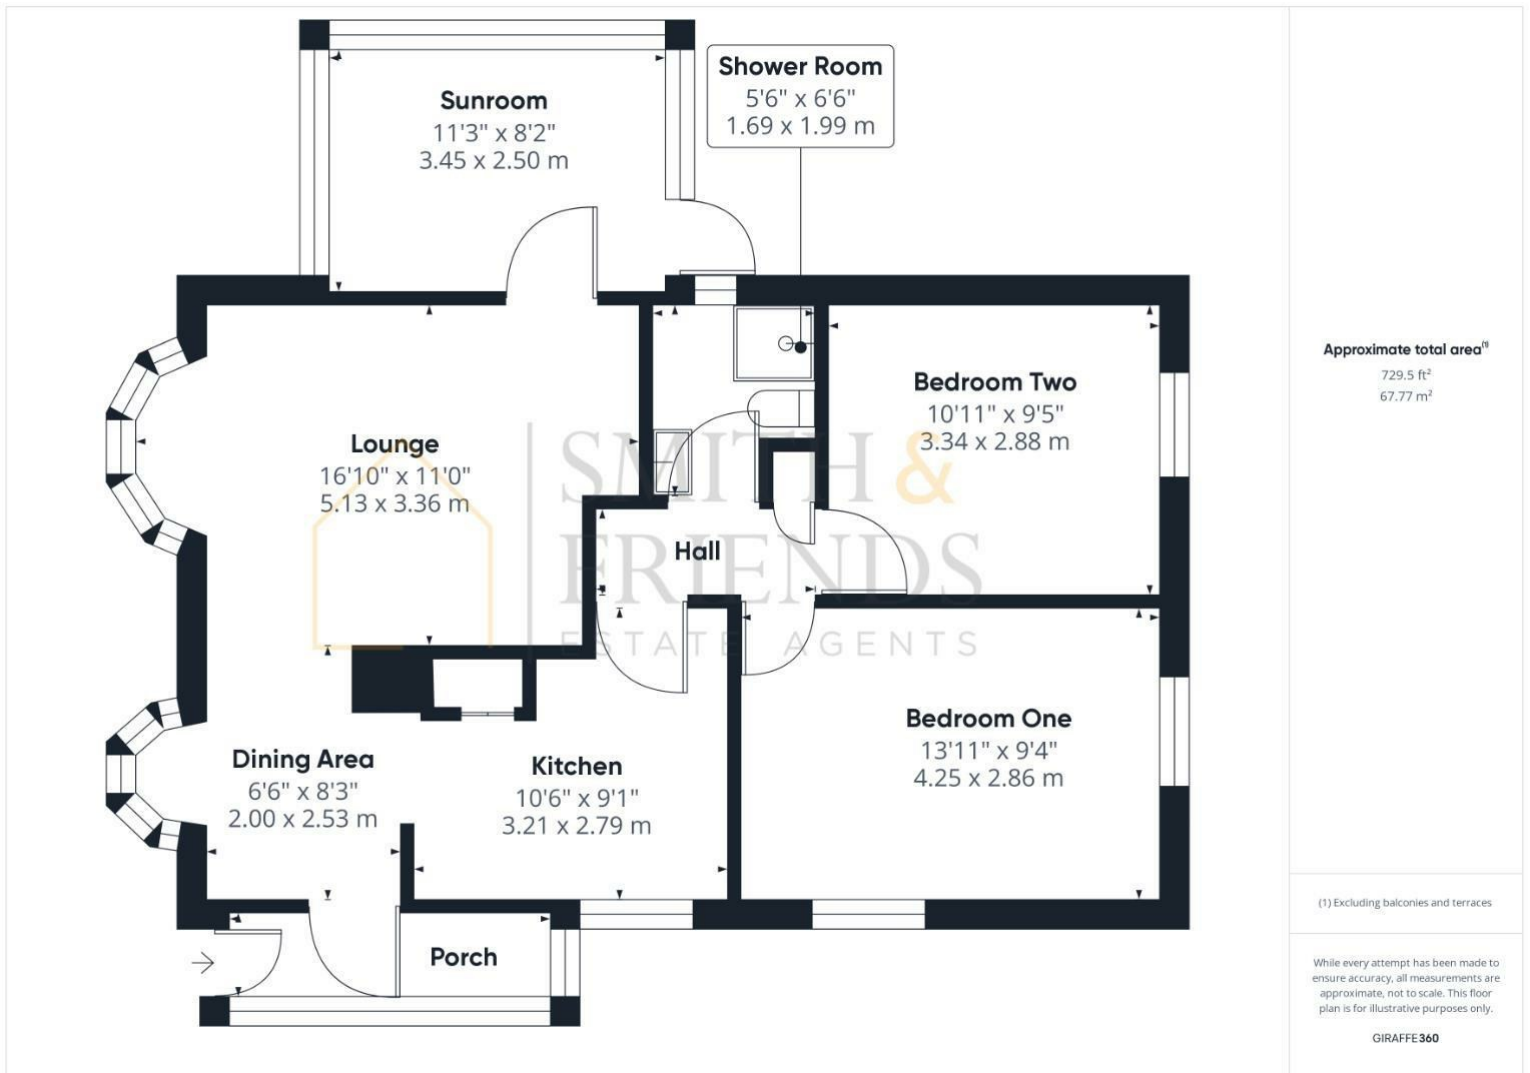 Sunroom
11'3" x 8'2"
3.45 x 2.50 m
Shower Room
5'6" x 6'6"
1.69 x 1.99 m
Lounge
16'10" x 11'0"
5.13 x 3.36 m
Bedroom Two
10'11" x 9'5"
3.34 x 2.88 m
SMITH &
FRIENDS
ESTATE AGENTS
Hall
Dining Area
6'6" x 8'3"
2.00 x 2.53 m
Kitchen
10'6" x 9'1"
3.21 x 2.79 m
Bedroom One
13'11" x 9'4"
4.25 x 2.86 m
Porch
Approximate total area(1)
729.5 ft²
67.77 m²
(1) Excluding balconies and terraces
While every attempt has been made to
ensure accuracy, all measurements are
approximate, not to scale. This floor
plan is for illustrative purposes only.
GIRAFFE360